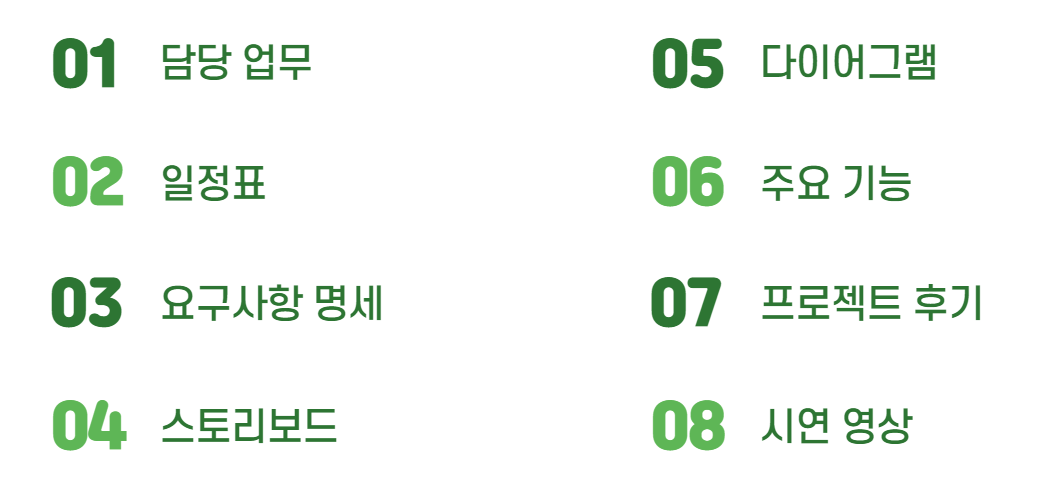 01 담당 업무
02 일정표
03 요구사항 명세
04 스토리보드
05 다이어그램
06 주요 기능
07 프로젝트 후기
08 시연 영상